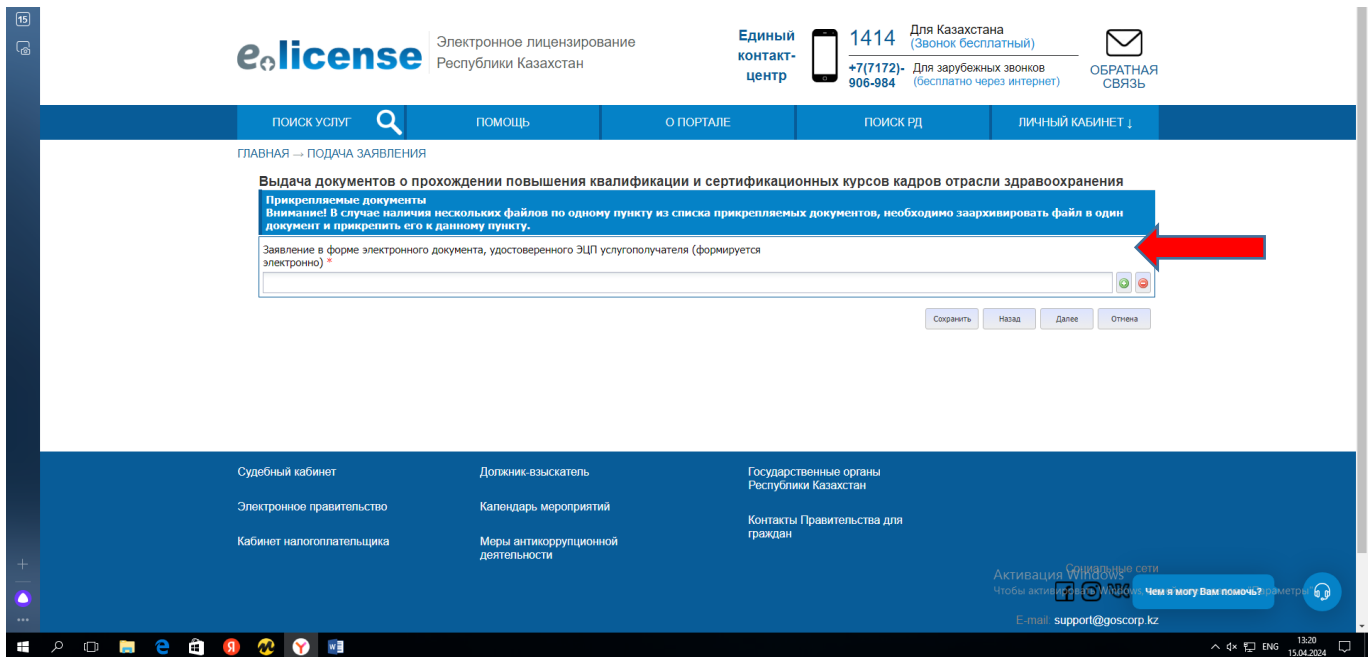 15
e.license
Электронное лицензирование
Республики Казахстан
Единый
контакт-
центр
1414
Для Казахстана
(Звонок бесплатный)
+7(7172)-
906-984
Для зарубежных звонков
(бесплатно через интернет)
ОБРАТНАЯ
СВЯЗЬ
ПОИСК УСЛУГ
ПОМОЩЬ
О ПОРТАЛЕ
ПОИСК РД
ЛИЧНЫЙ КАБИНЕТ ↓
ГЛАВНАЯ → ПОДАЧА ЗАЯВЛЕНИЯ
Выдача документов о прохождении повышения квалификации и сертификационных курсов кадров отрасли здравоохранения
Прикрепляемые документы
Внимание! В случае наличия нескольких файлов по одному пункту из списка прикрепляемых документов, необходимо заархивировать файл в один
документ и прикрепить его к данному пункту.
Заявление в форме электронного документа, удостоверенного ЭЦП услугополучателя (формируется
электронно) *
Сохранить
Назад
Далее
Отмена
Судебный кабинет
Должник-взыскатель
Государственные органы
Республики Казахстан
Электронное правительство
Календарь мероприятий
Контакты Правительства для
граждан
Кабинет налогоплательщика
Меры антикоррупционной
деятельности
Социальные сети
Активация Windows
Чтобы активировать Windows,
Чем я могу Вам помочь?
E-mail: support@goscorp.kz
ENG
13:20
15.04.2024